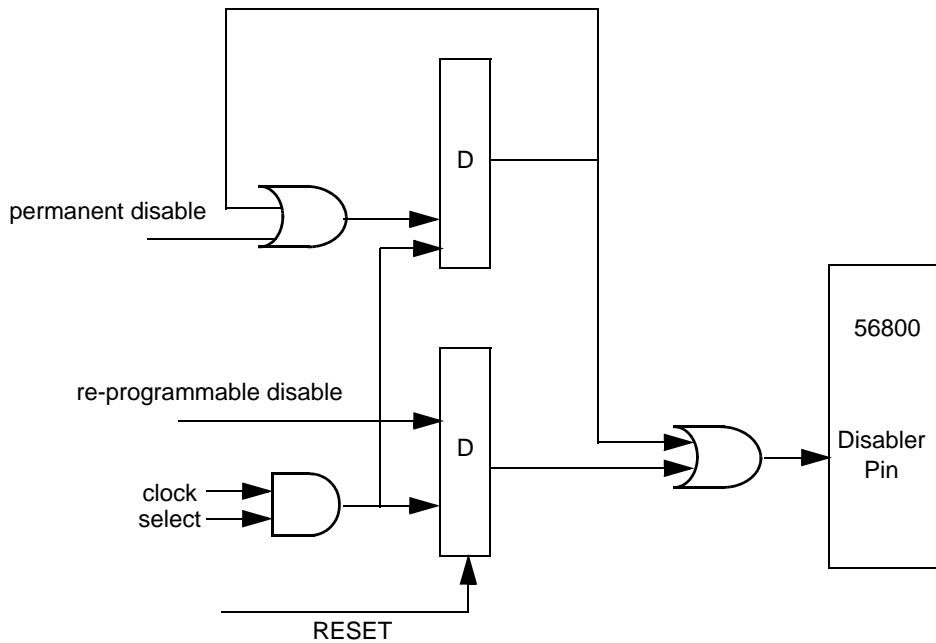 D
permanent disable
56800
re-programmable disable
D
Disabler
Pin
clock
select
RESET